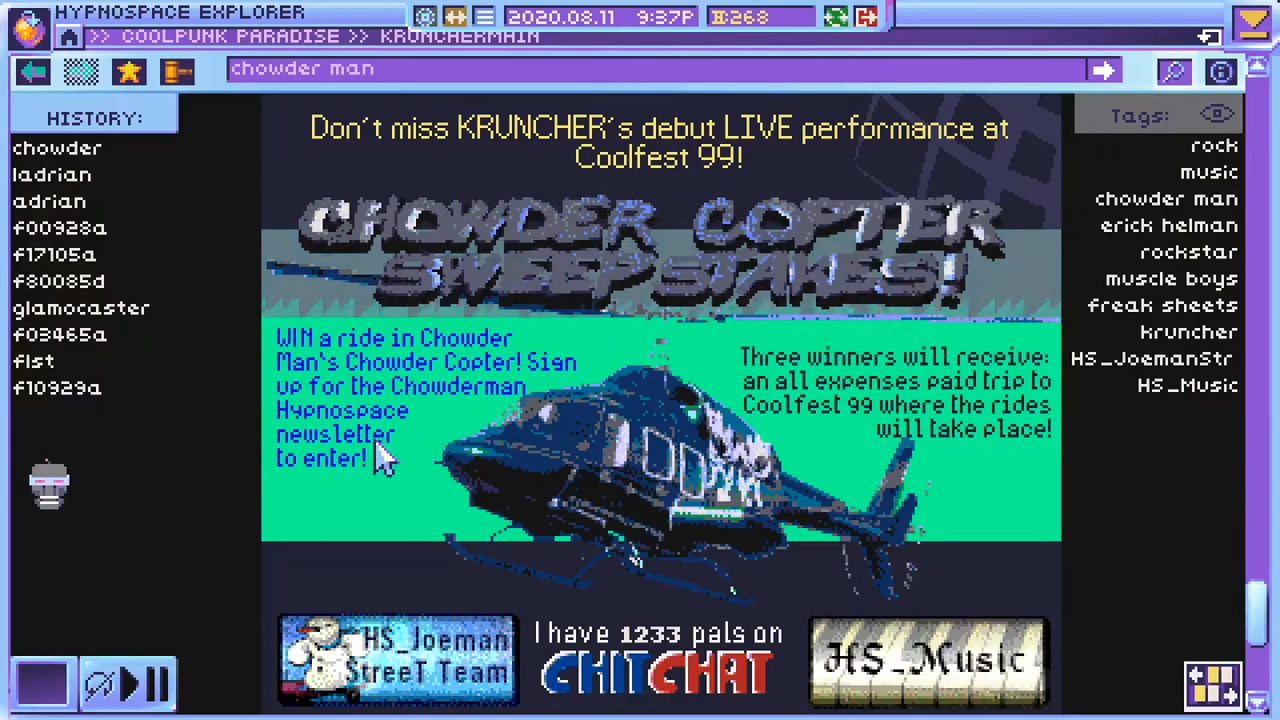 HYPNOSPACE EXPLORER
2020.08.11 9:37P
268
>> COOLPUNK PARADISE >> KRUNCHERMAIN
chowder man
HISTORY:
chowder
ladrian
adrian
f00928a
f17105a
f80085d
glamocaster
f03465a
f1st
f10929a
Don't miss KRUNCHER's debut LIVE performance at
Coolfest 99!
CHOWDER COPTER
SWEEPSTAKES!
WIN a ride in Chowder
Man's Chowder Copter! Sign
up for the Chowderman
Hypnospace
newsletter
to enter!
Three winners will receive:
an all expenses paid trip to
Coolfest 99 where the rides
will take place!
HS_Joeman
StreeT Team
I have 1233 pals on
CHITCHAT
HS_Music
Tags:
rock
music
chowder man
erick helman
rockstar
muscle boys
freak sheets
kruncher
HS_JoemanStr
HS_Music